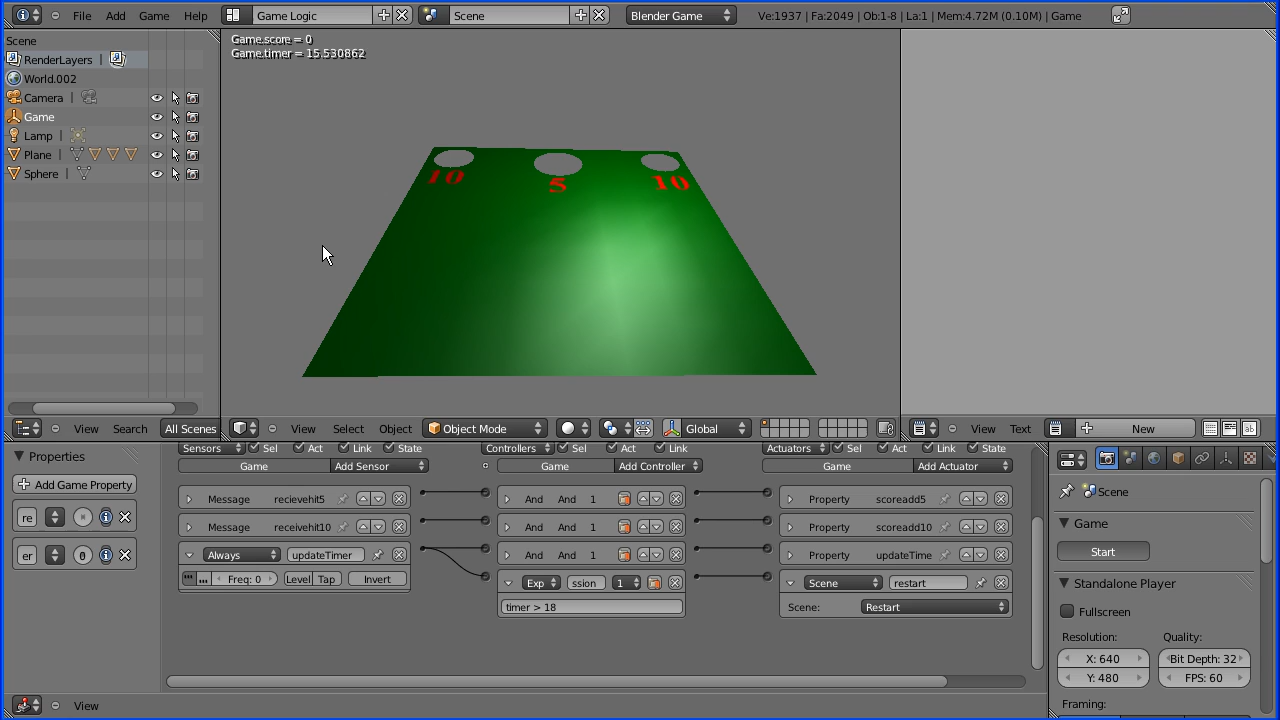 File Add Game Help Game Logic Scene Blender Game Ve:1937 | Fa:2049 | Ob:1-8 | La:1 | Mem:4.72M (0.10M) | Game
Scene
RenderLayers |
World.002
Camera |
Game
Lamp |
Plane |
Sphere |
View Search All Scenes
Game.score = 0
Game.timer = 15.530862
10 5 10
View Select Object Object Mode Global
View Text New
Properties
Add Game Property
re
er 0
Sensors Sel Act Link State Controllers Sel Act Link Actuators Sel Act Link State
Game Add Sensor Game Add Controller Game Add Actuator
Message recievehit5 And And 1 Property scoreadd5
Message receivehit10 And And 1 Property scoreadd10
Always updateTimer And And 1 Property updateTime
Freq: 0 Level Tap Invert Exp ssion 1 Scene restart
timer > 18 Scene: Restart
View
Scene
Game
Start
Standalone Player
Fullscreen
Resolution: Quality:
X: 640 Bit Depth: 32
Y: 480 FPS: 60
Framing: